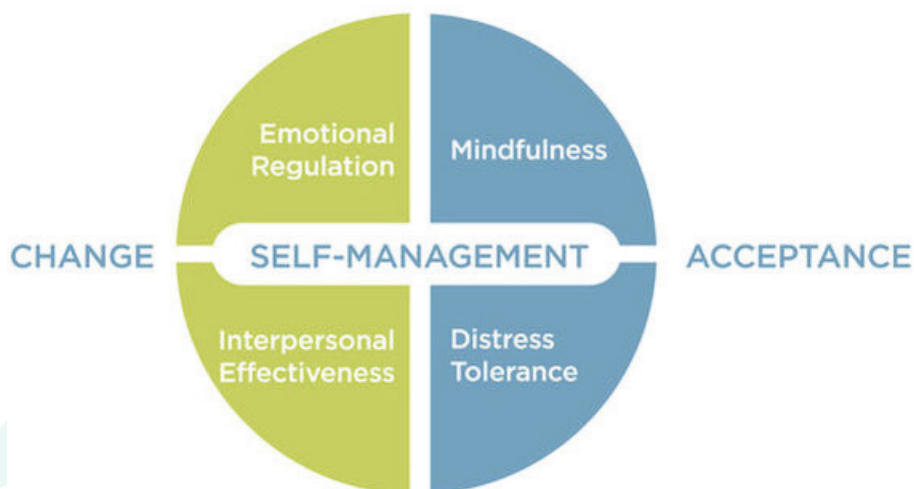 Emotional
Regulation
Mindfulness
CHANGE
SELF-MANAGEMENT
ACCEPTANCE
Interpersonal
Effectiveness
Distress
Tolerance